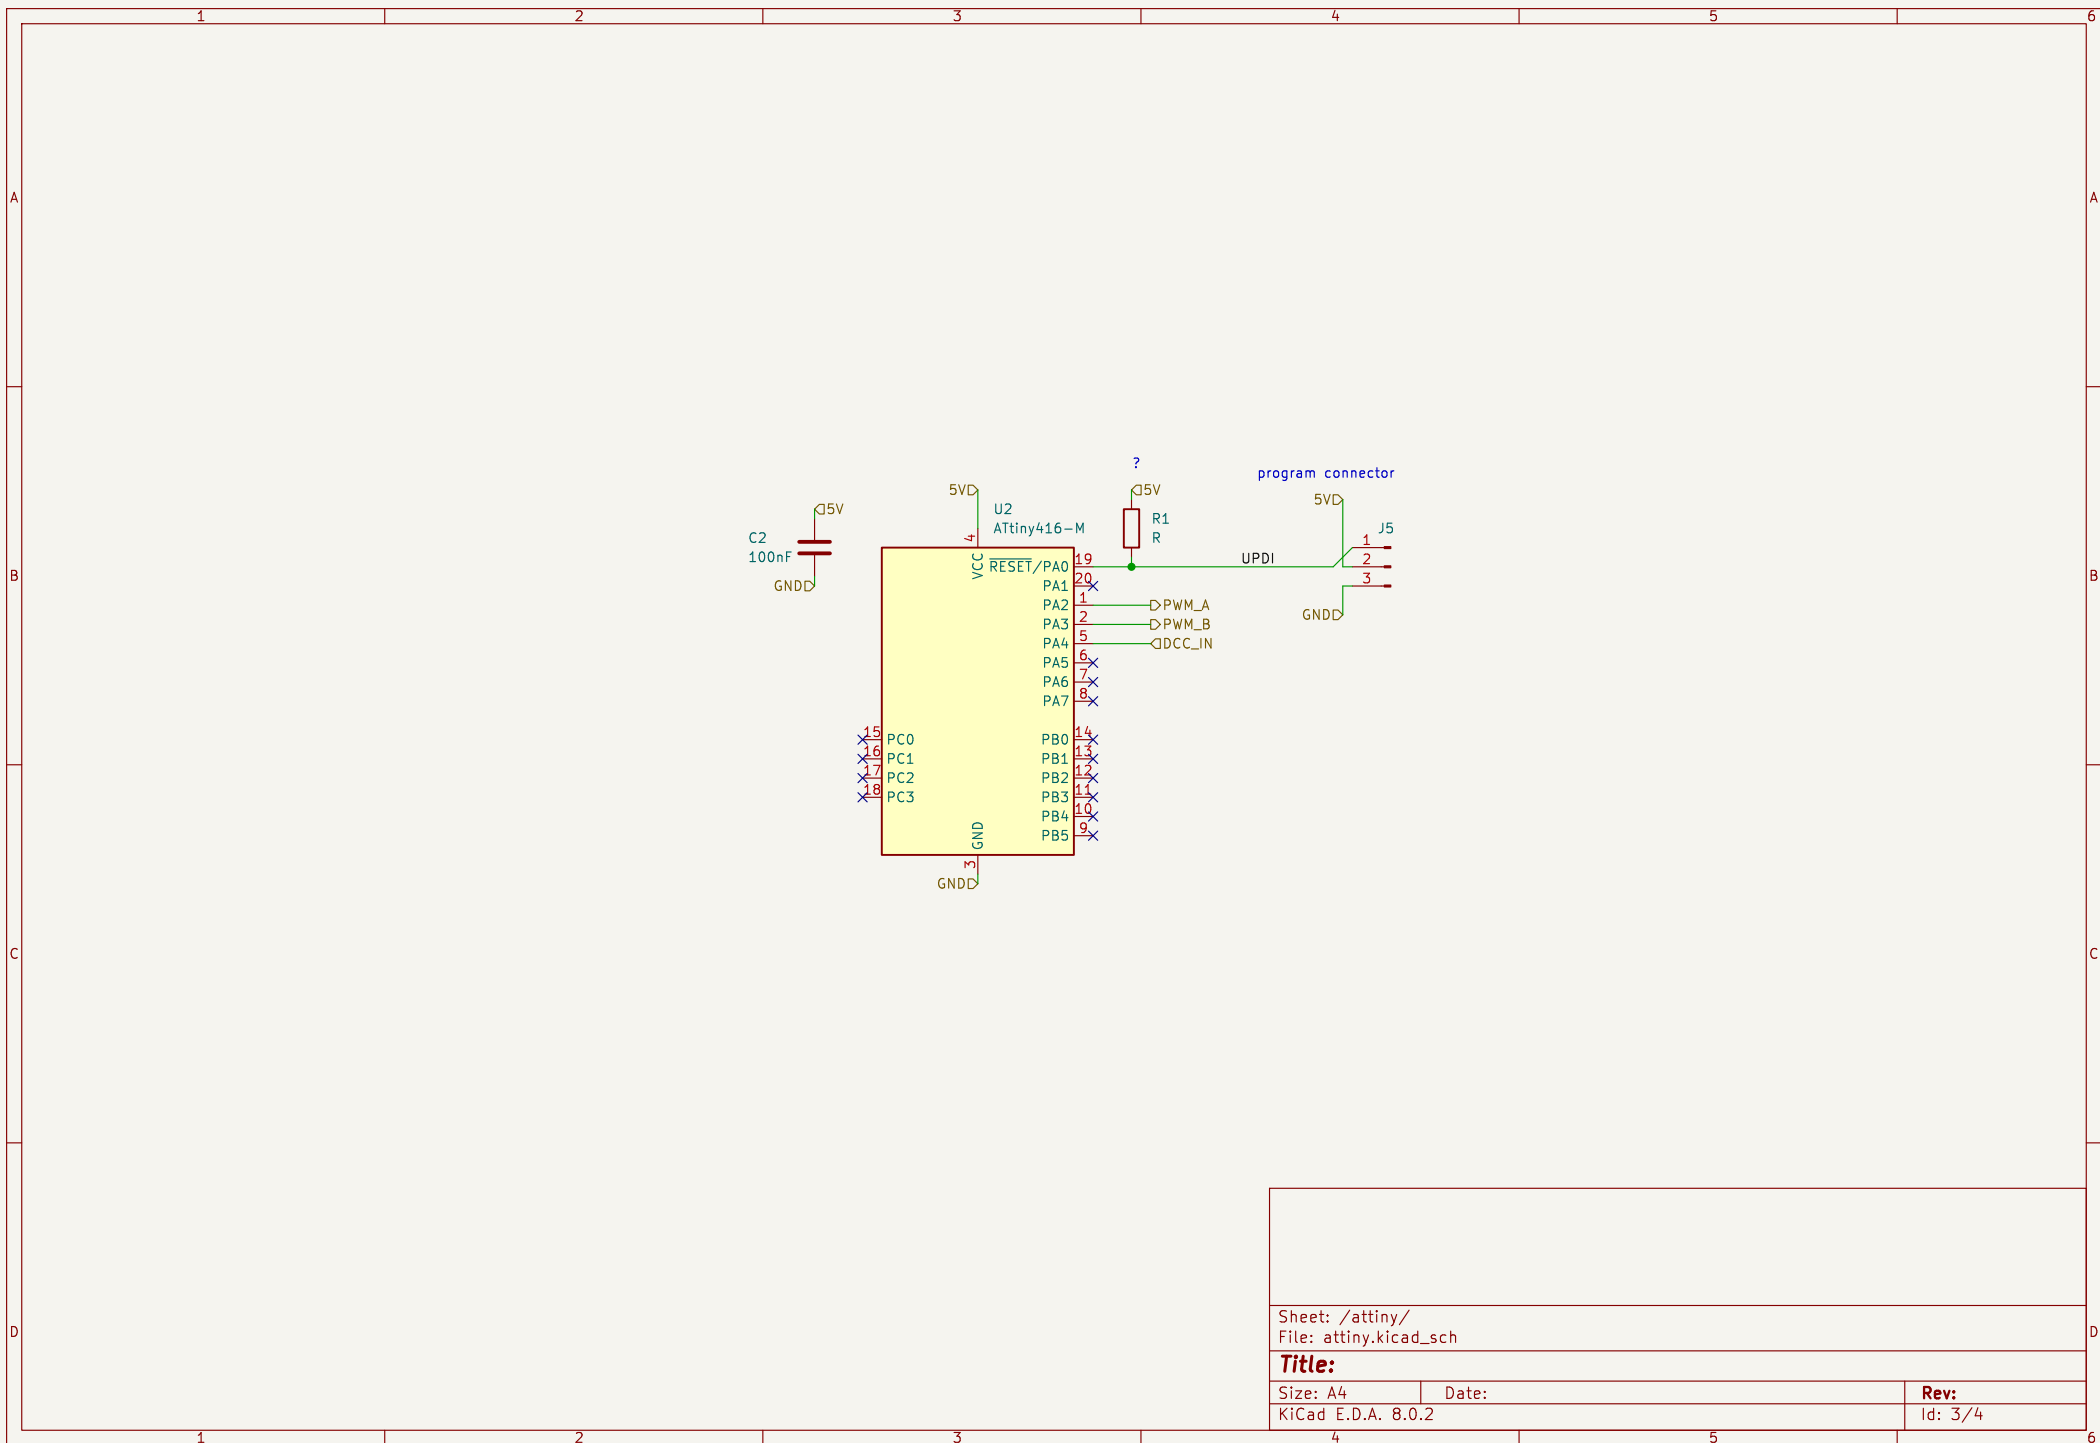 1 2 3 4 5 6
A A
?
program connector
5V 5V 5V
5V U2 R1 J5
ATtiny416-M
C2 R 1
100nF 4 2
GND VCC RESET/PA0 19 UPDI 3
B B
PA1 20
PA2 1 PWM_A
GND
PA3 2 PWM_B
PA4 5 DCC_IN
PA5 6
PA6 7
PA7 8
15 PC0 PB0 14
16 PC1 PB1 13
17 PC2 PB2 12
18 PC3 PB3 11
PB4 10
GND PB5 9
3
GND
C C
Sheet: /attiny/
File: attiny.kicad_sch
D D
Title:
Size: A4 Date: Rev:
KiCad E.D.A. 8.0.2 Id: 3/4
1 2 3 4 5 6